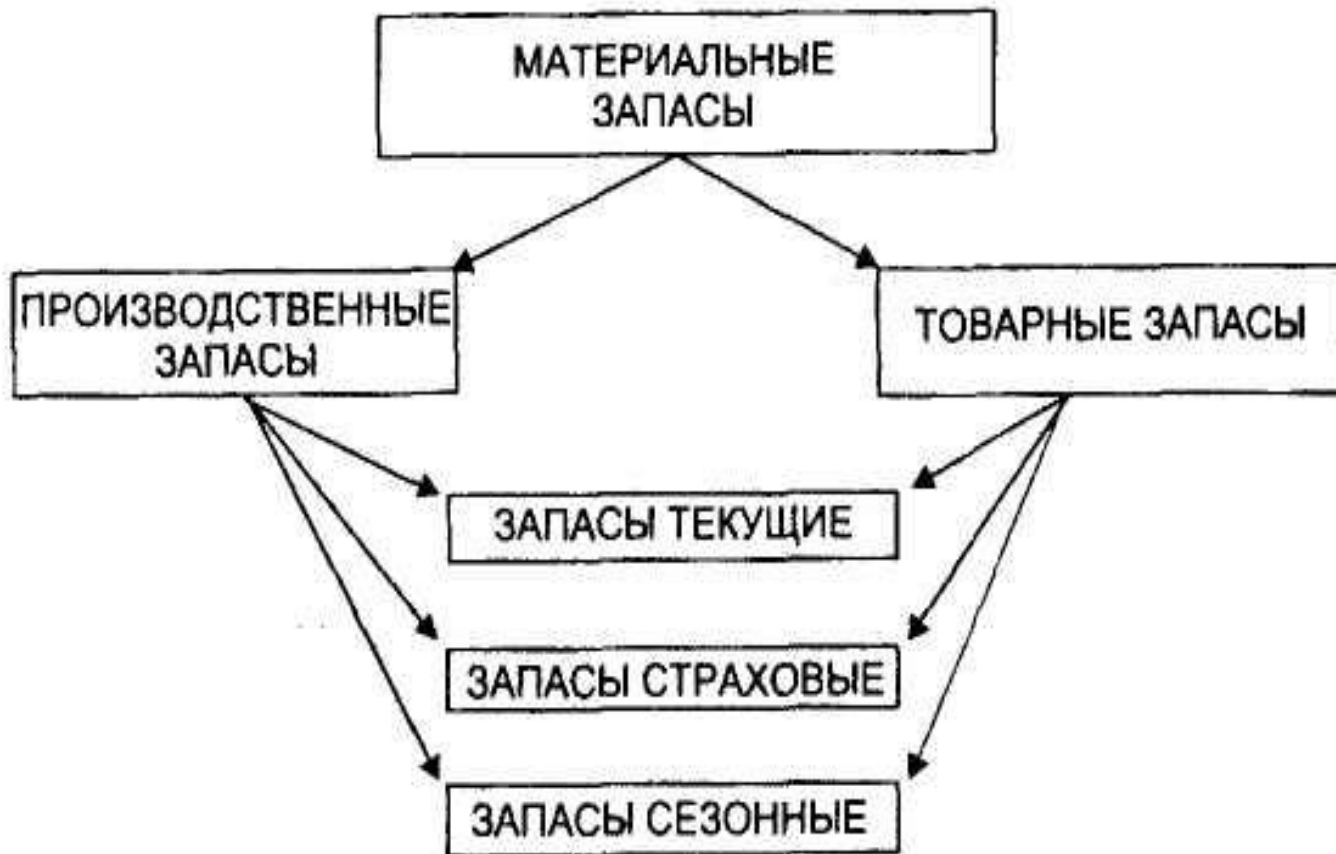 МАТЕРИАЛЬНЫЕ
ЗАПАСЫ
ПРОИЗВОДСТВЕННЫЕ
ЗАПАСЫ
ТОВАРНЫЕ ЗАПАСЫ
ЗАПАСЫ ТЕКУЩИЕ
ЗАПАСЫ СТРАХОВЫЕ
ЗАПАСЫ СЕЗОННЫЕ